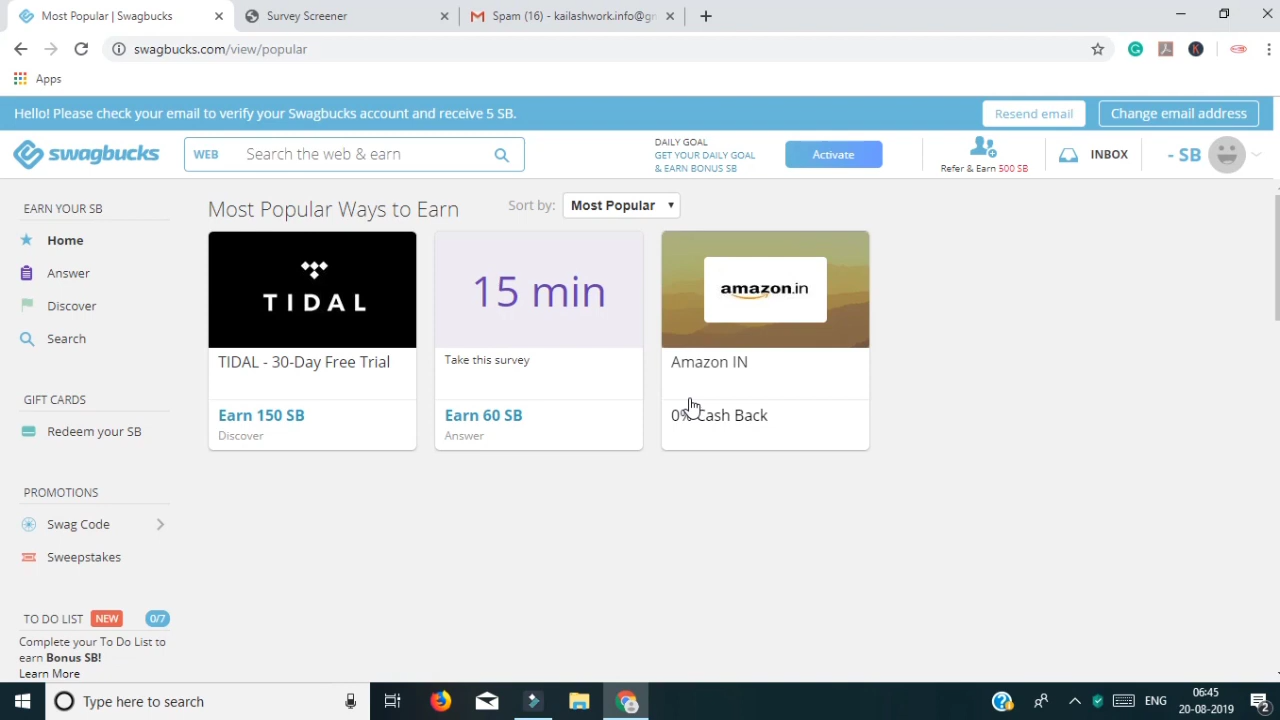 Most Popular | Swagbucks
Survey Screener
Spam (16) - kailashwork.info@gm
swagbucks.com/view/popular
Apps
Hello! Please check your email to verify your Swagbucks account and receive 5 SB.
Resend email
Change email address
swagbucks
WEB
Search the web & earn
DAILY GOAL
GET YOUR DAILY GOAL
& EARN BONUS SB
Activate
Refer & Earn 500 SB
INBOX
- SB
EARN YOUR SB
Home
Answer
Discover
Search
GIFT CARDS
Redeem your SB
PROMOTIONS
Swag Code
Sweepstakes
TO DO LIST NEW 0/7
Complete your To Do List to
earn Bonus SB!
Learn More
Most Popular Ways to Earn
Sort by: Most Popular
TIDAL
TIDAL - 30-Day Free Trial
Earn 150 SB
Discover
15 min
Take this survey
Earn 60 SB
Answer
amazon.in
Amazon IN
0% Cash Back
Type here to search
ENG
06:45
20-08-2019
2